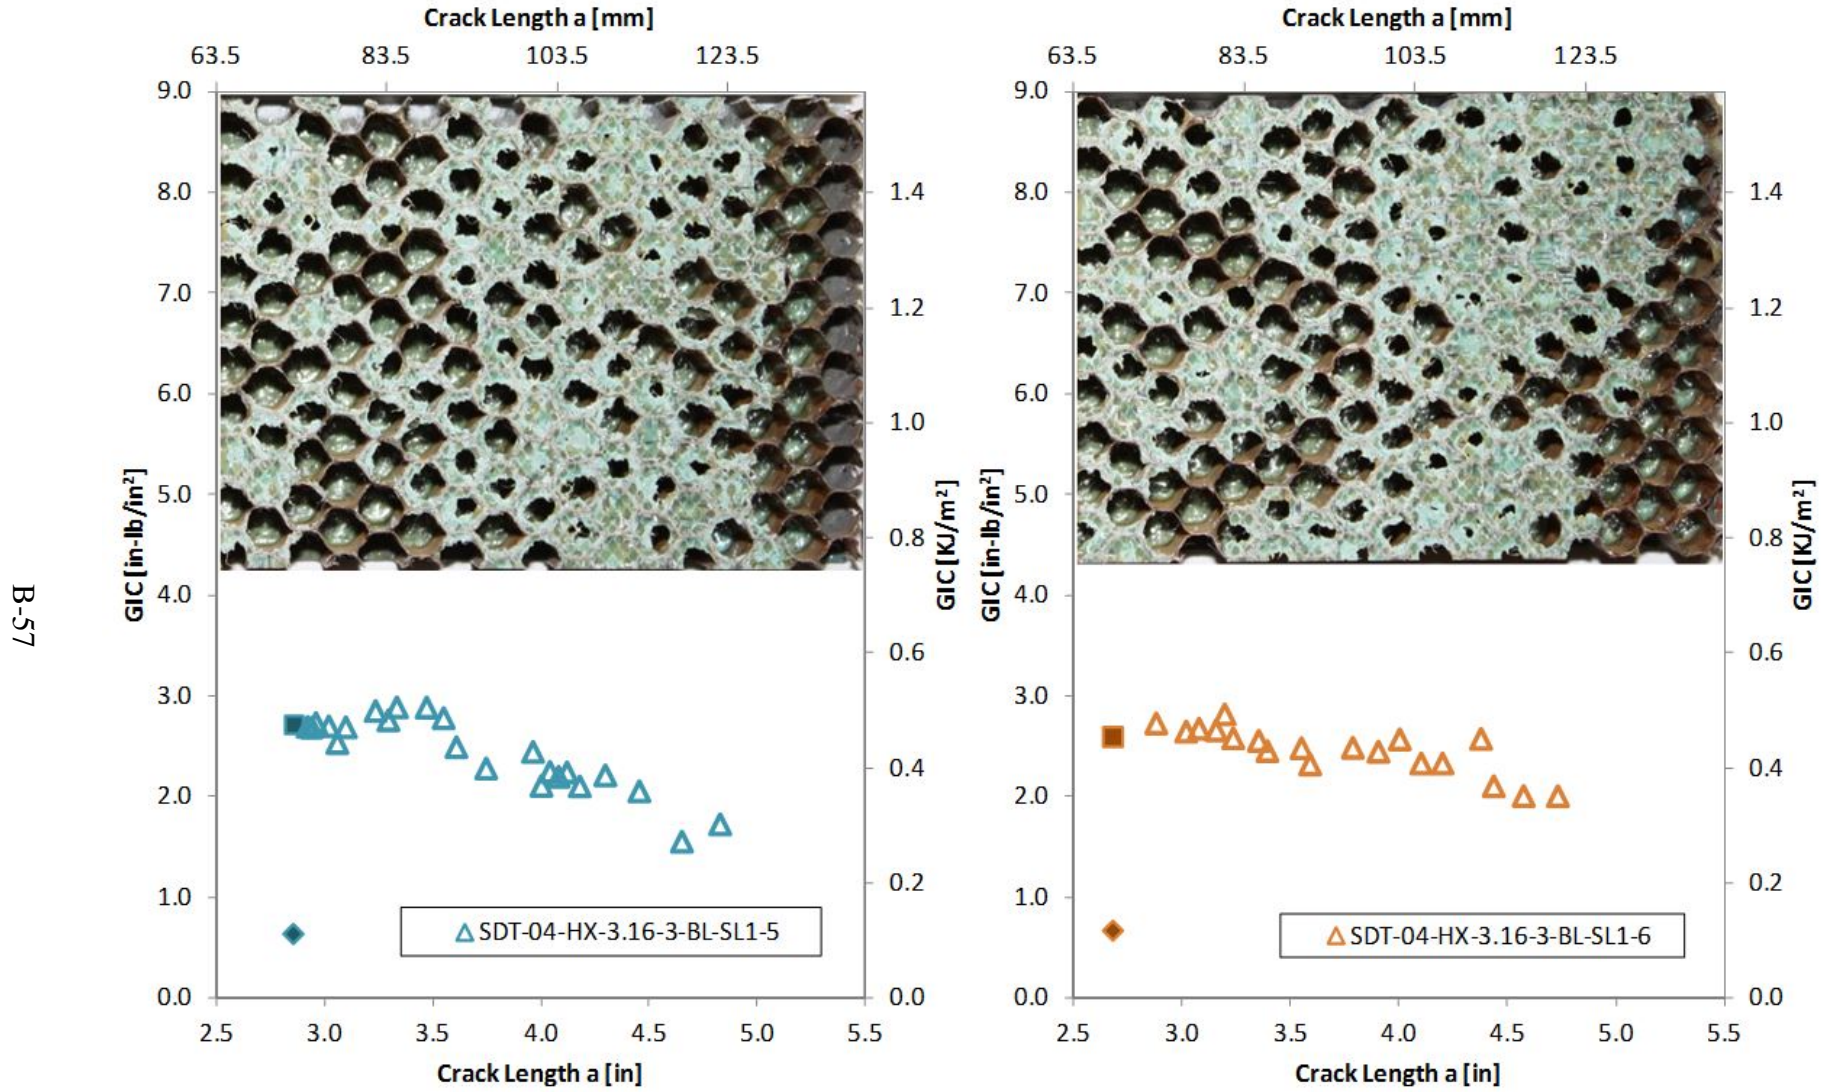 Crack Length a [mm]
63.5 83.5 103.5 123.5
9.0
8.0
7.0
6.0
5.0
4.0
3.0
2.0
1.0
0.0
GIC [in-lb/in²]
1.4
1.2
1.0
0.8
0.6
0.4
0.2
0.0
GIC [KJ/m²]
SDT-04-HX-3.16-3-BL-SL1-5
2.5 3.0 3.5 4.0 4.5 5.0 5.5
Crack Length a [in]
Crack Length a [mm]
63.5 83.5 103.5 123.5
9.0
8.0
7.0
6.0
5.0
4.0
3.0
2.0
1.0
0.0
GIC [in-lb/in²]
1.4
1.2
1.0
0.8
0.6
0.4
0.2
0.0
GIC [KJ/m²]
SDT-04-HX-3.16-3-BL-SL1-6
2.5 3.0 3.5 4.0 4.5 5.0 5.5
Crack Length a [in]
B-57